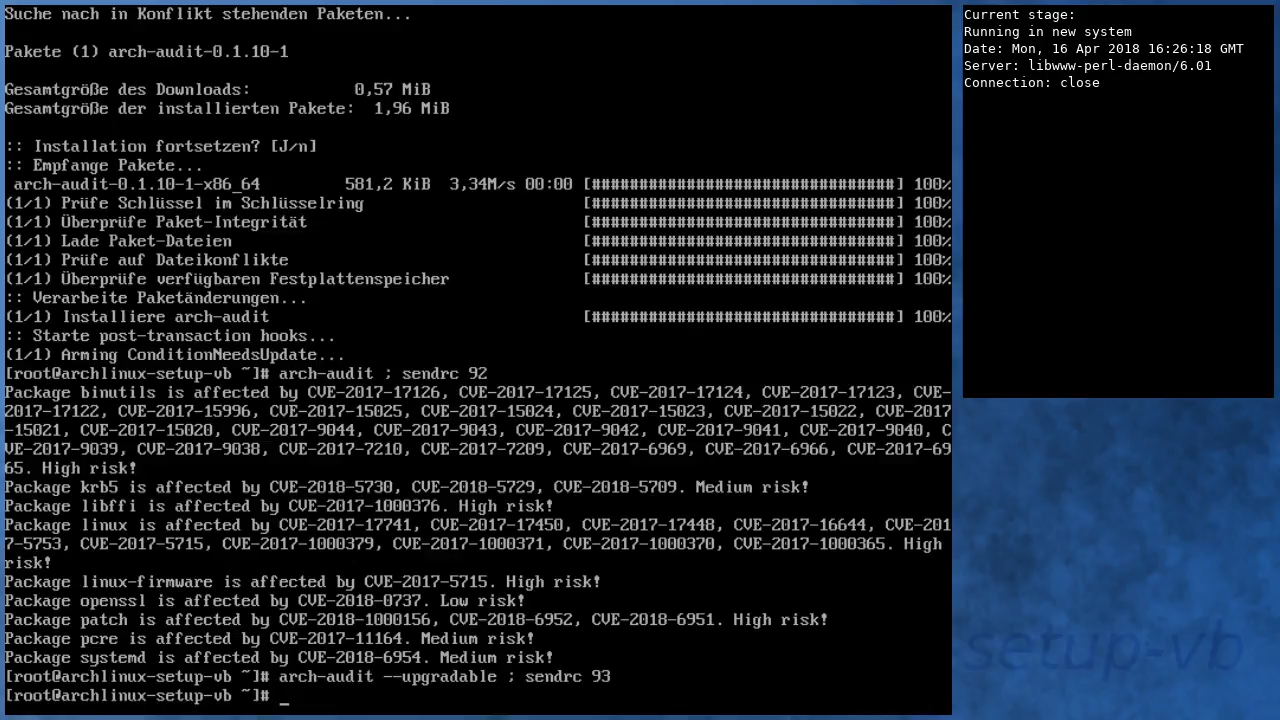 Suche nach in Konflikt stehenden Paketen...
Pakete (1) arch-audit-0.1.10-1
Gesamtgröße des Downloads: 0,57 MiB
Gesamtgröße der installierten Pakete: 1,96 MiB
:: Installation fortsetzen? [J/n]
:: Empfange Pakete...
arch-audit-0.1.10-1-x86_64 581,2 KiB 3,34M/s 00:00 [################################] 100%
(1/1) Prüfe Schlüssel im Schlüsselring [################################] 100%
(1/1) Überprüfe Paket-Integrität [################################] 100%
(1/1) Lade Paket-Dateien [################################] 100%
(1/1) Prüfe auf Dateikonflikte [################################] 100%
(1/1) Überprüfe verfügbaren Festplattenspeicher [################################] 100%
:: Verarbeite Paketänderungen...
(1/1) Installiere arch-audit [################################] 100%
:: Starte post-transaction hooks...
(1/1) Arming ConditionNeedsUpdate...
[root@archlinux-setup-vb ~]# arch-audit ; sendrc 92
Package binutils is affected by CVE-2017-17126, CVE-2017-17125, CVE-2017-17124, CVE-2017-17123, CVE-
2017-17122, CVE-2017-15996, CVE-2017-15025, CVE-2017-15024, CVE-2017-15023, CVE-2017-15022, CVE-2017
-15021, CVE-2017-15020, CVE-2017-9044, CVE-2017-9043, CVE-2017-9042, CVE-2017-9041, CVE-2017-9040, C
VE-2017-9039, CVE-2017-9038, CVE-2017-7210, CVE-2017-7209, CVE-2017-6969, CVE-2017-6966, CVE-2017-69
65. High risk!
Package krb5 is affected by CVE-2018-5730, CVE-2018-5729, CVE-2018-5709. Medium risk!
Package libffi is affected by CVE-2017-1000376. High risk!
Package linux is affected by CVE-2017-17741, CVE-2017-17450, CVE-2017-17448, CVE-2017-16644, CVE-201
7-5753, CVE-2017-5715, CVE-2017-1000379, CVE-2017-1000371, CVE-2017-1000370, CVE-2017-1000365. High
risk!
Package linux-firmware is affected by CVE-2017-5715. High risk!
Package openssl is affected by CVE-2018-0737. Low risk!
Package patch is affected by CVE-2018-1000156, CVE-2018-6952, CVE-2018-6951. High risk!
Package pcre is affected by CVE-2017-11164. Medium risk!
Package systemd is affected by CVE-2018-6954. Medium risk!
[root@archlinux-setup-vb ~]# arch-audit --upgradable ; sendrc 93
[root@archlinux-setup-vb ~]# _
Current stage:
Running in new system
Date: Mon, 16 Apr 2018 16:26:18 GMT
Server: libwww-perl-daemon/6.01
Connection: close
setup-vb